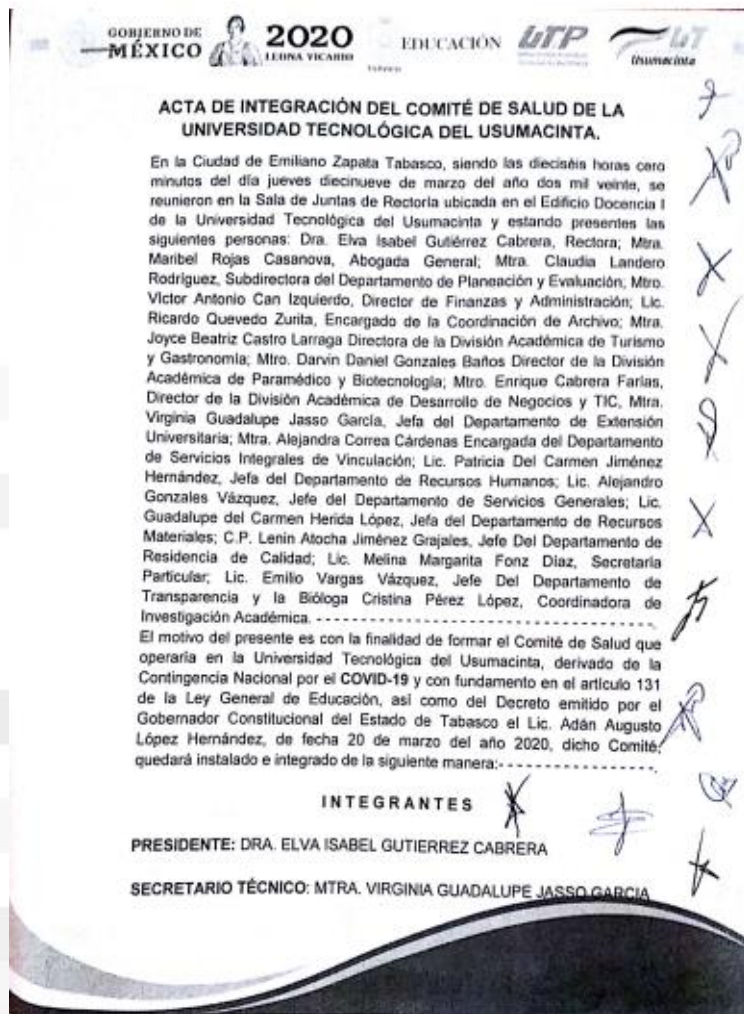 GOBIERNO DE
MÉXICO
2020
LEONA VICARIO
EDUCACIÓN
UTP
UT
Usumacinta
ACTA DE INTEGRACIÓN DEL COMITÉ DE SALUD DE LA
UNIVERSIDAD TECNOLÓGICA DEL USUMACINTA.
En la Ciudad de Emiliano Zapata Tabasco, siendo las dieciséis horas cero
minutos del día jueves diecinueve de marzo del año dos mil veinte, se
reunieron en la Sala de Juntas de Rectoría ubicada en el Edificio Docencia I
de la Universidad Tecnológica del Usumacinta y estando presentes las
siguientes personas: Dra. Elva Isabel Gutiérrez Cabrera, Rectora; Mtra.
Maribel Rojas Casanova, Abogada General; Mtra. Claudia Landero
Rodríguez, Subdirectora del Departamento de Planeación y Evaluación; Mtro.
Víctor Antonio Can Izquierdo, Director de Finanzas y Administración; Lic.
Ricardo Quevedo Zurita, Encargado de la Coordinación de Archivo; Mtra.
Joyce Beatriz Castro Larraga Directora de la División Académica de Turismo
y Gastronomía; Mtro. Darvin Daniel Gonzales Baños Director de la División
Académica de Paramédico y Biotecnología; Mtro. Enrique Cabrera Farías,
Director de la División Académica de Desarrollo de Negocios y TIC, Mtra.
Virginia Guadalupe Jasso García, Jefa del Departamento de Extensión
Universitaria; Mtra. Alejandra Correa Cárdenas Encargada del Departamento
de Servicios Integrales de Vinculación; Lic. Patricia Del Carmen Jiménez
Hernández, Jefa del Departamento de Recursos Humanos; Lic. Alejandro
Gonzales Vázquez, Jefe del Departamento de Servicios Generales; Lic.
Guadalupe del Carmen Herida López, Jefa del Departamento de Recursos
Materiales; C.P. Lenin Atocha Jiménez Grajales, Jefe Del Departamento de
Residencia de Calidad; Lic. Melina Margarita Fonz Díaz, Secretaria
Particular; Lic. Emilio Vargas Vázquez, Jefe Del Departamento de
Transparencia y la Bióloga Cristina Pérez López, Coordinadora de
Investigación Académica. - - - - - - - - - - - - - - - - - - - - - - - - - - - - - - - - - - -
El motivo del presente es con la finalidad de formar el Comité de Salud que
operaría en la Universidad Tecnológica del Usumacinta, derivado de la
Contingencia Nacional por el COVID-19 y con fundamento en el artículo 131
de la Ley General de Educación, así como del Decreto emitido por el
Gobernador Constitucional del Estado de Tabasco el Lic. Adán Augusto
López Hernández, de fecha 20 de marzo del año 2020, dicho Comité,
quedará instalado e integrado de la siguiente manera:- - - - - - - - - - - - - - - -
INTEGRANTES
PRESIDENTE: DRA. ELVA ISABEL GUTIERREZ CABRERA
SECRETARIO TÉCNICO: MTRA. VIRGINIA GUADALUPE JASSO GARCIA